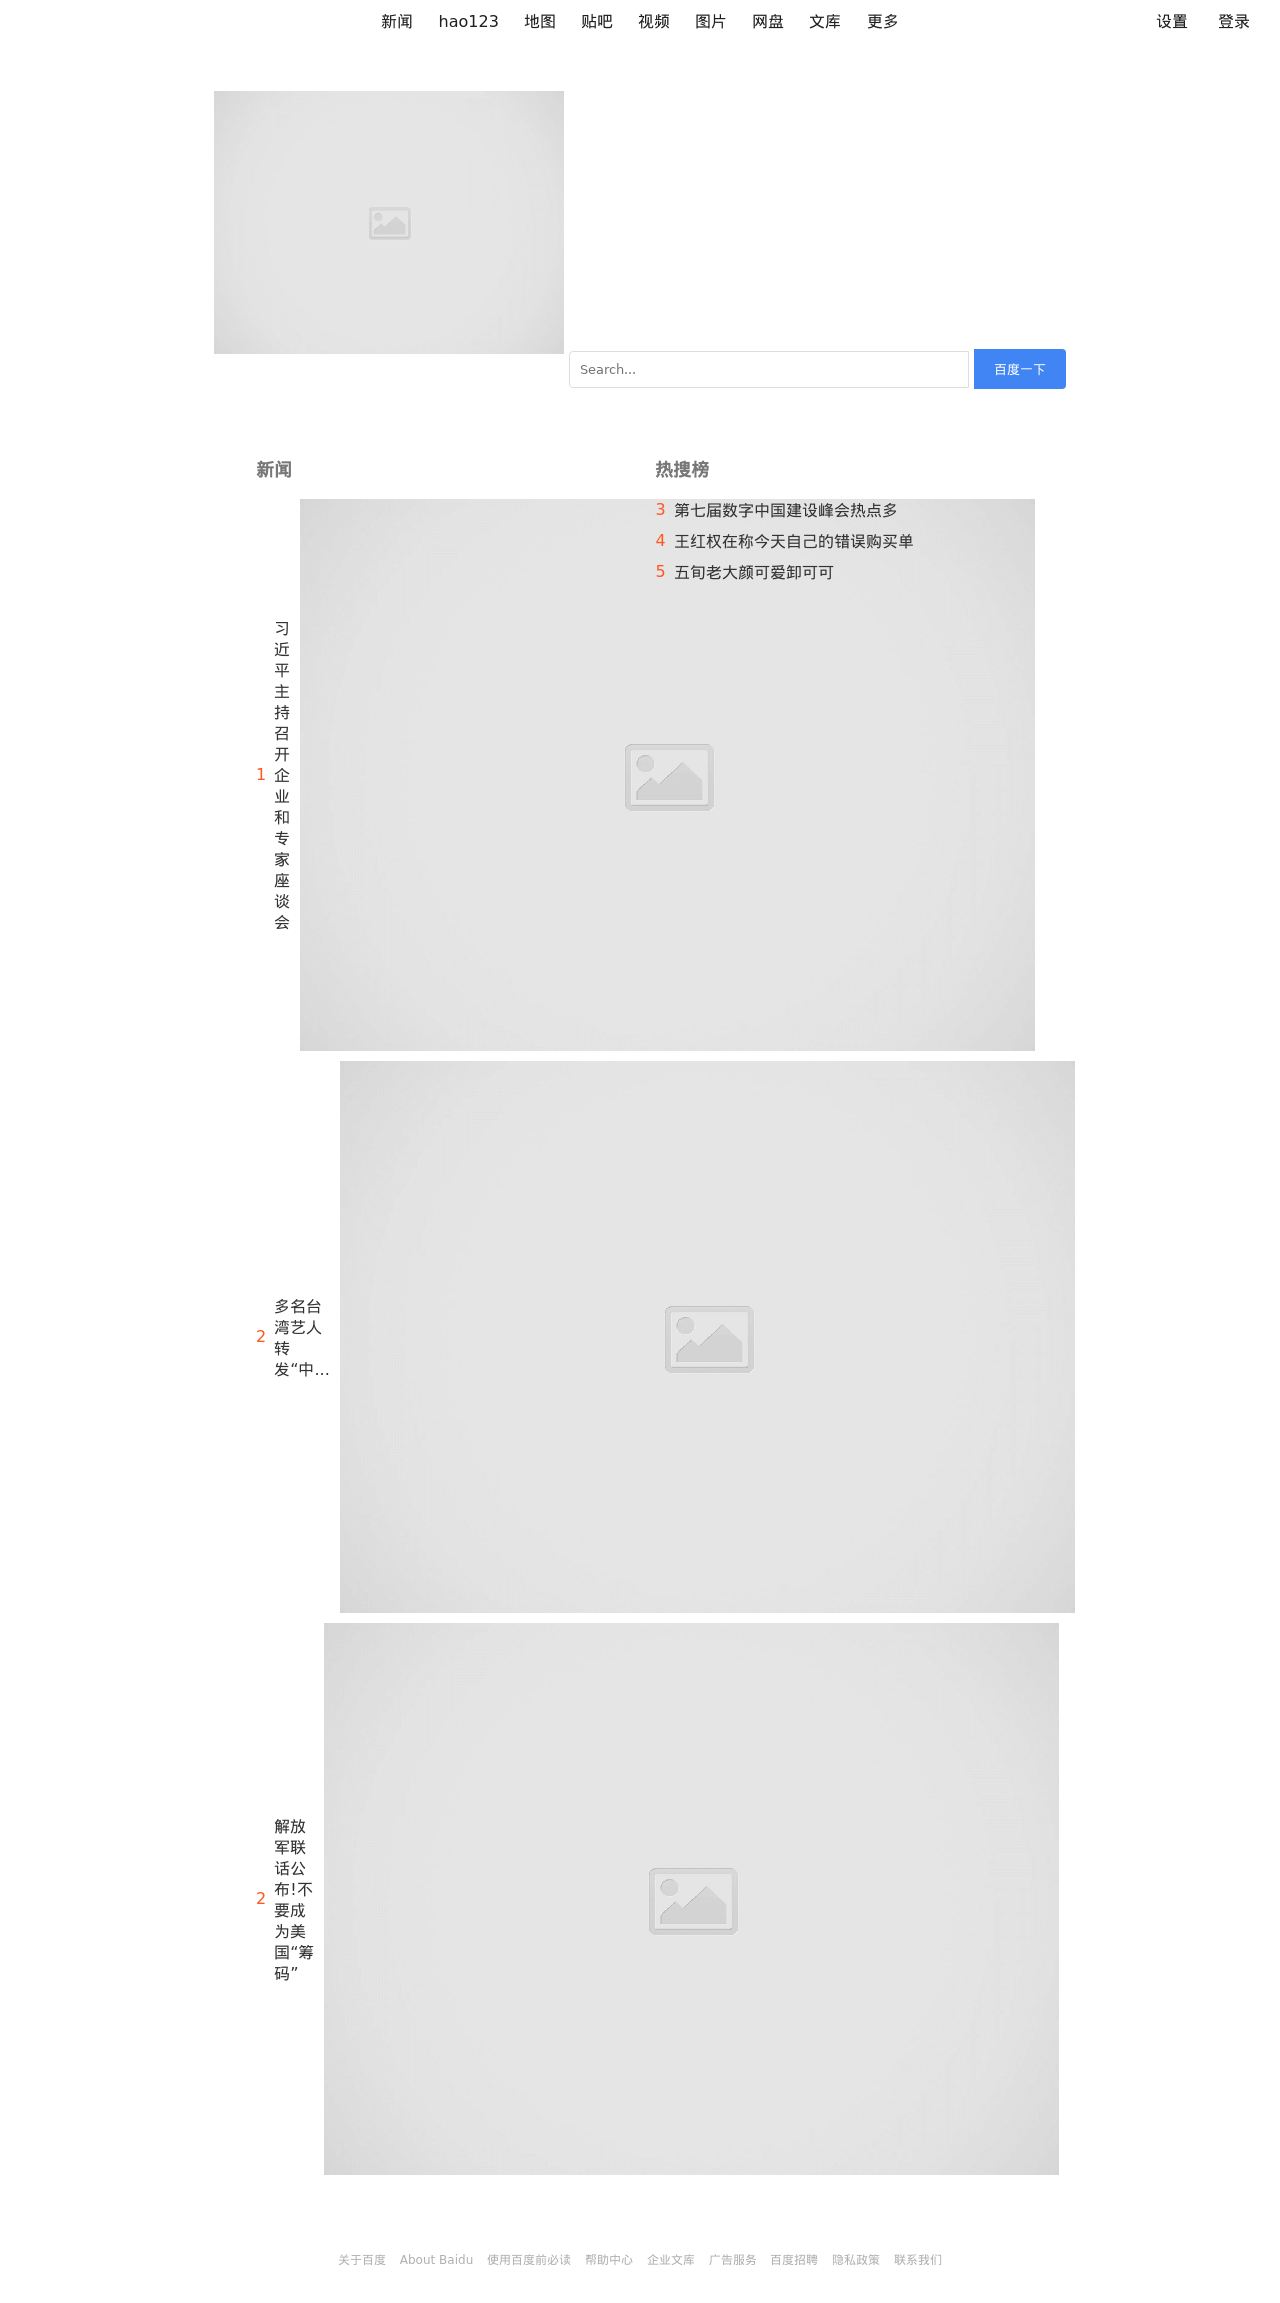 新闻 hao123 地图 贴吧 视频 图片 网盘 文库 更多 设置 登录
Search...
百度一下
新闻
1
习
近
平
主
持
召
开
企
业
和
专
家
座
谈
会
2
多名台
湾艺人
转
发“中...
2
解放
军联
话公
布!不
要成
为美
国“筹
码”
热搜榜
3 第七届数字中国建设峰会热点多
4 王红权在称今天自己的错误购买单
5 五旬老大颜可爱卸可可
关于百度 About Baidu 使用百度前必读 帮助中心 企业文库 广告服务 百度招聘 隐私政策 联系我们